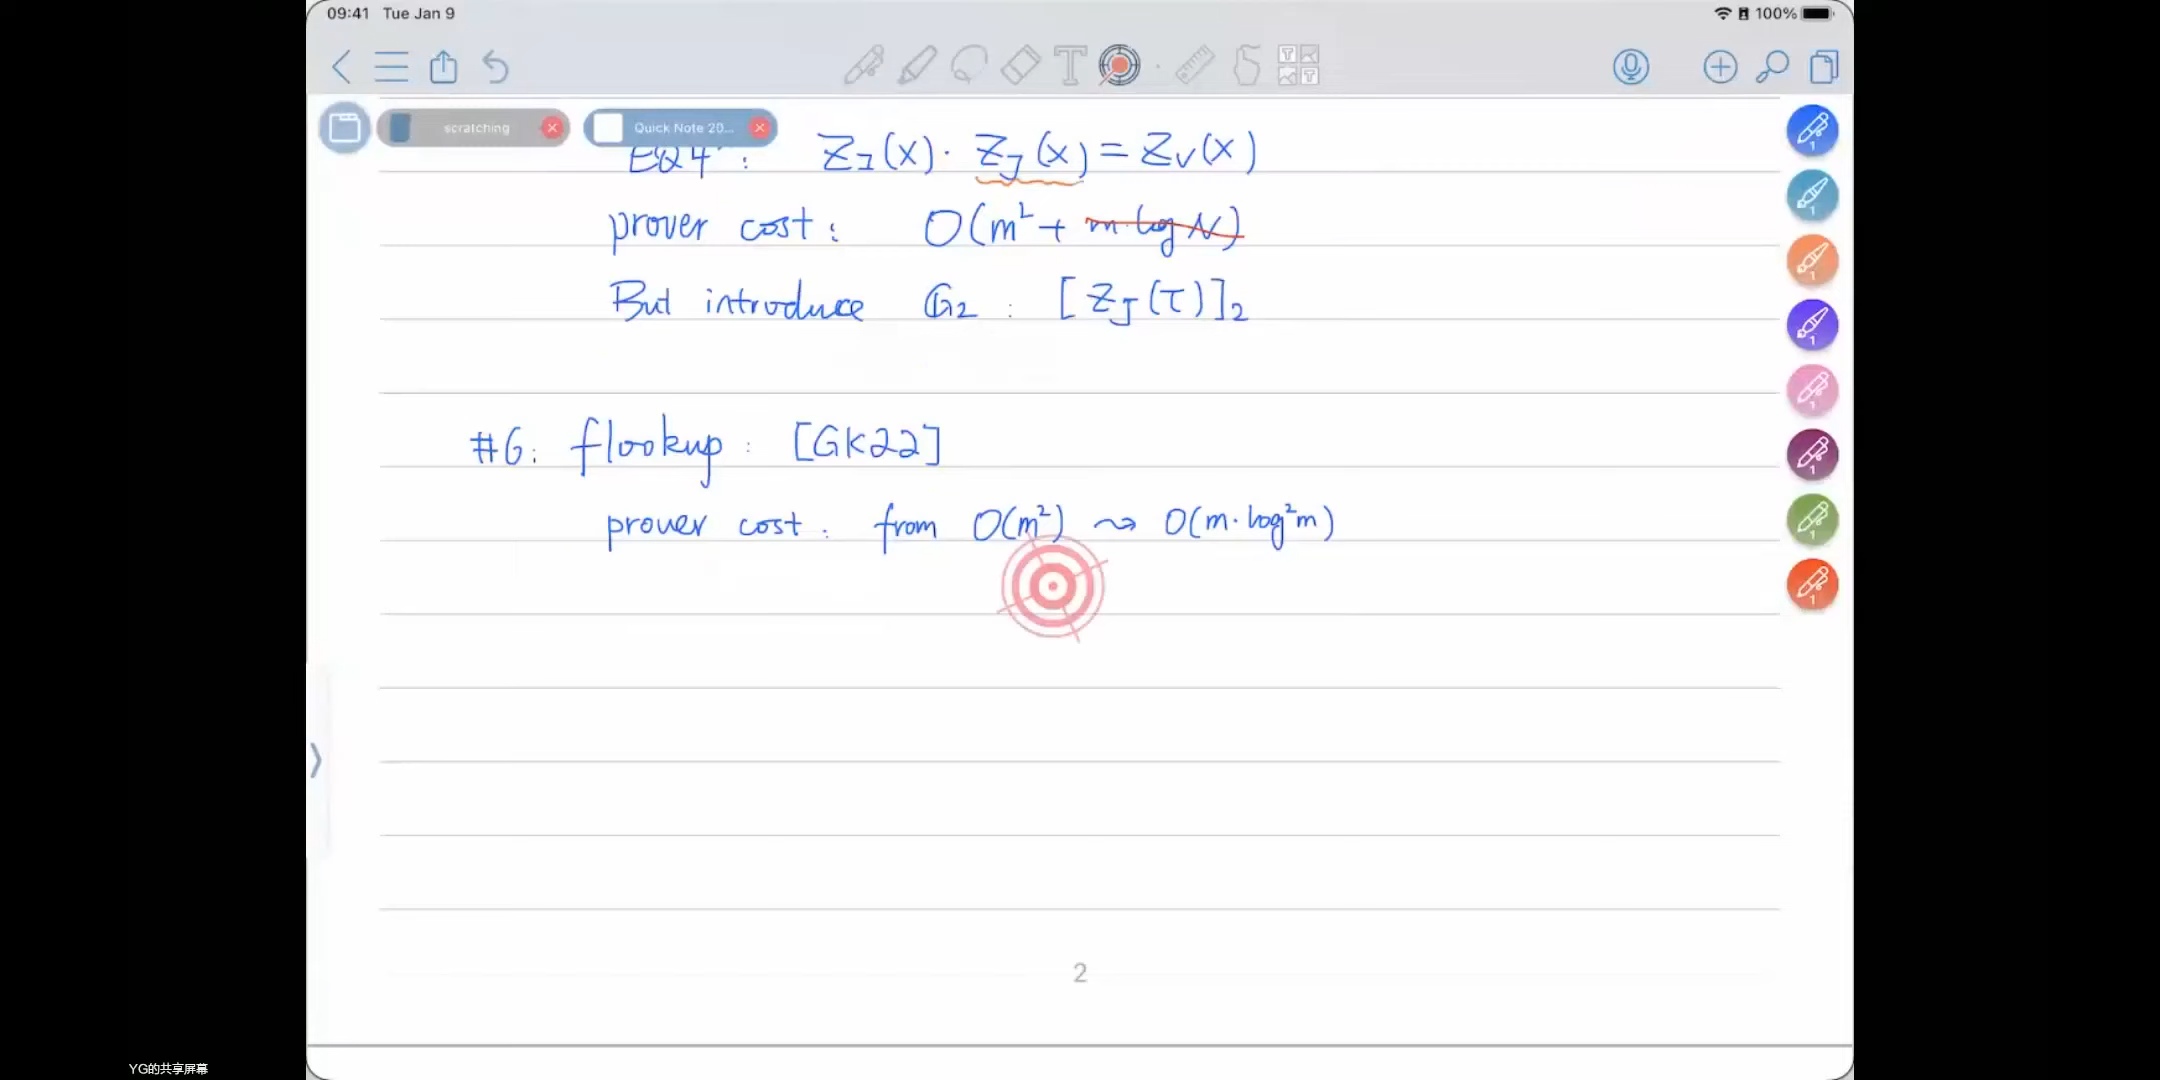 09:41 Tue Jan 9 100%
scratching Quick Note 20...
EQ4': Z_I(X)· Z_J(X) = Z_V(X)
prover cost: O(m² + m·log N)
But introduce G₂: [Z_J(τ)]₂
#6: flookup: [GK22]
prover cost: from O(m²) ⇝ O(m·log²m)
2
YG的共享屏幕